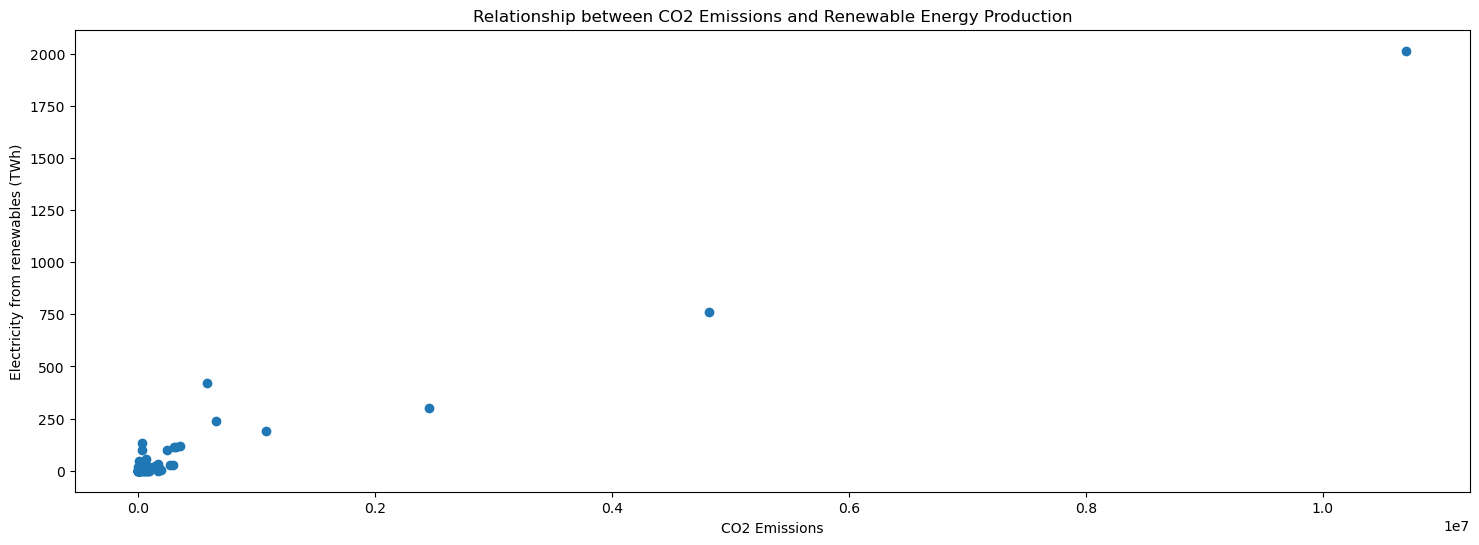 Relationship between CO2 Emissions and Renewable Energy Production
Electricity from renewables (TWh)
2000
1750
1500
1250
1000
750
500
250
0
0.0 0.2 0.4 0.6 0.8 1.0
1e7
CO2 Emissions